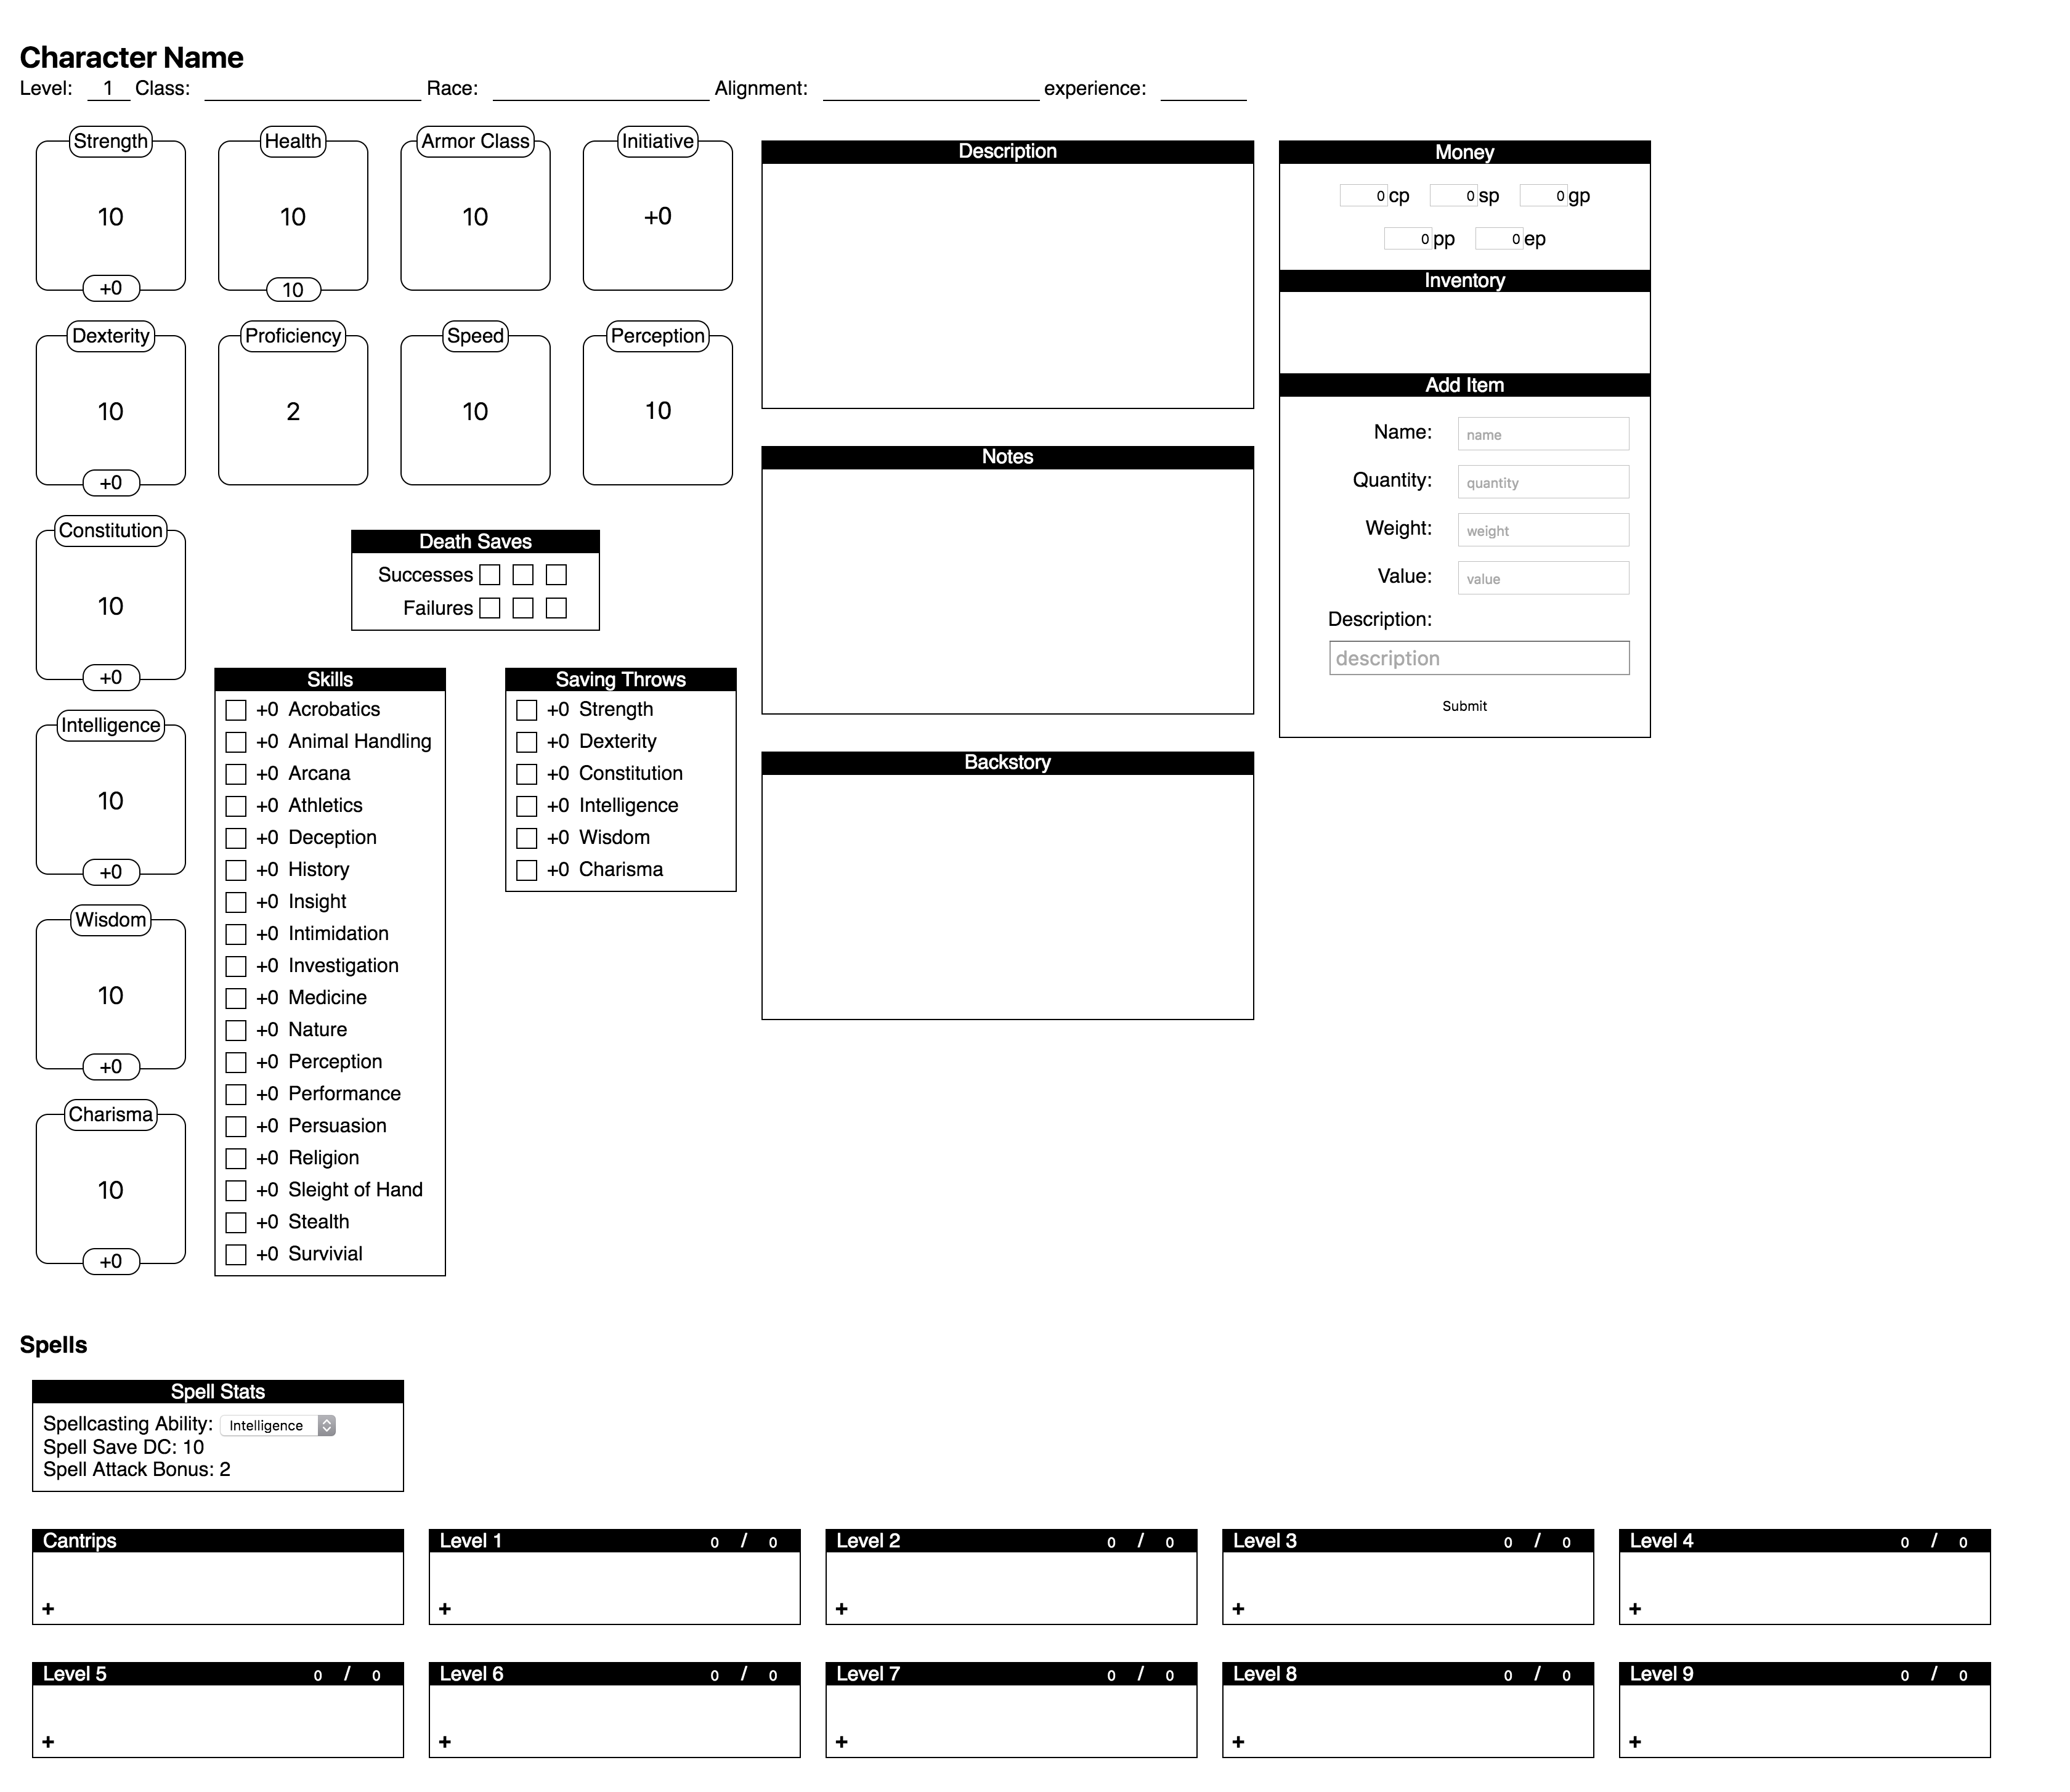 Character Name
Level: 1 Class: Race: Alignment: experience:
Strength
10
+0
Health
10
10
Armor Class
10
Initiative
+0
Dexterity
10
+0
Proficiency
2
Speed
10
Perception
10
Constitution
10
+0
Intelligence
10
+0
Wisdom
10
+0
Charisma
10
+0
Death Saves
Successes
Failures
Skills
+0 Acrobatics
+0 Animal Handling
+0 Arcana
+0 Athletics
+0 Deception
+0 History
+0 Insight
+0 Intimidation
+0 Investigation
+0 Medicine
+0 Nature
+0 Perception
+0 Performance
+0 Persuasion
+0 Religion
+0 Sleight of Hand
+0 Stealth
+0 Survivial
Saving Throws
+0 Strength
+0 Dexterity
+0 Constitution
+0 Intelligence
+0 Wisdom
+0 Charisma
Description
Notes
Backstory
Money
0 cp 0 sp 0 gp
0 pp 0 ep
Inventory
Add Item
Name: name
Quantity: quantity
Weight: weight
Value: value
Description:
description
Submit
Spells
Spell Stats
Spellcasting Ability: Intelligence
Spell Save DC: 10
Spell Attack Bonus: 2
Cantrips
+
Level 1 0 / 0
+
Level 2 0 / 0
+
Level 3 0 / 0
+
Level 4 0 / 0
+
Level 5 0 / 0
+
Level 6 0 / 0
+
Level 7 0 / 0
+
Level 8 0 / 0
+
Level 9 0 / 0
+